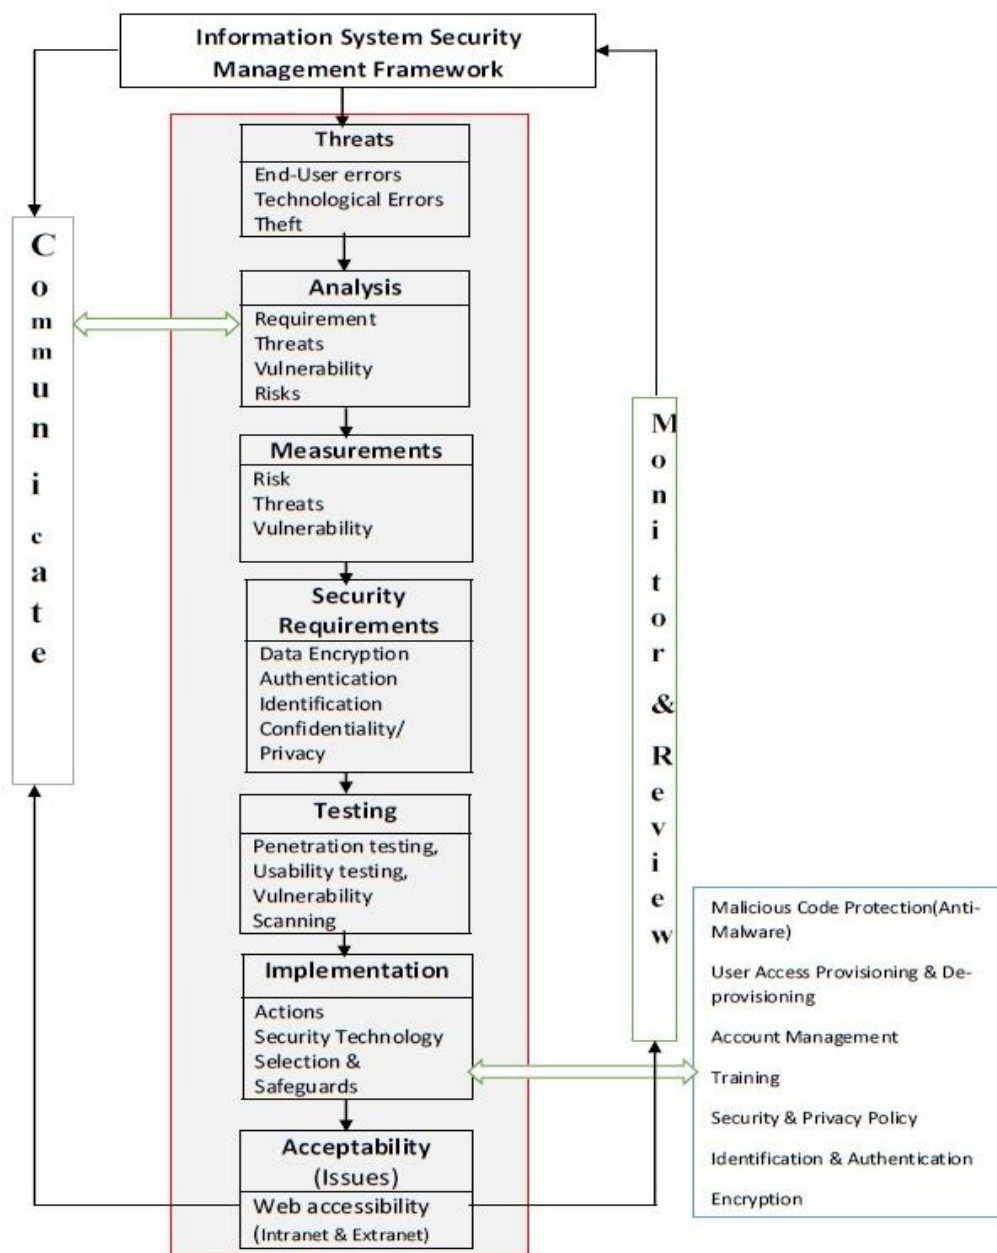 Information System Security
Management Framework
Threats
End-User errors
Technological Errors
Theft
Communicate
Analysis
Requirement
Threats
Vulnerability
Risks
Measurements
Risk
Threats
Vulnerability
Monitor & Review
Security
Requirements
Data Encryption
Authentication
Identification
Confidentiality/
Privacy
Testing
Penetration testing,
Usability testing,
Vulnerability
Scanning
Implementation
Actions
Security Technology
Selection &
Safeguards
Malicious Code Protection(Anti-
Malware)
User Access Provisioning & De-
provisioning
Account Management
Training
Security & Privacy Policy
Identification & Authentication
Encryption
Acceptability
(Issues)
Web accessibility
(Intranet & Extranet)